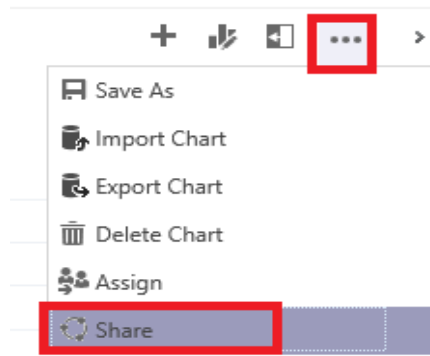 Save As
Import Chart
Export Chart
Delete Chart
Assign
Share